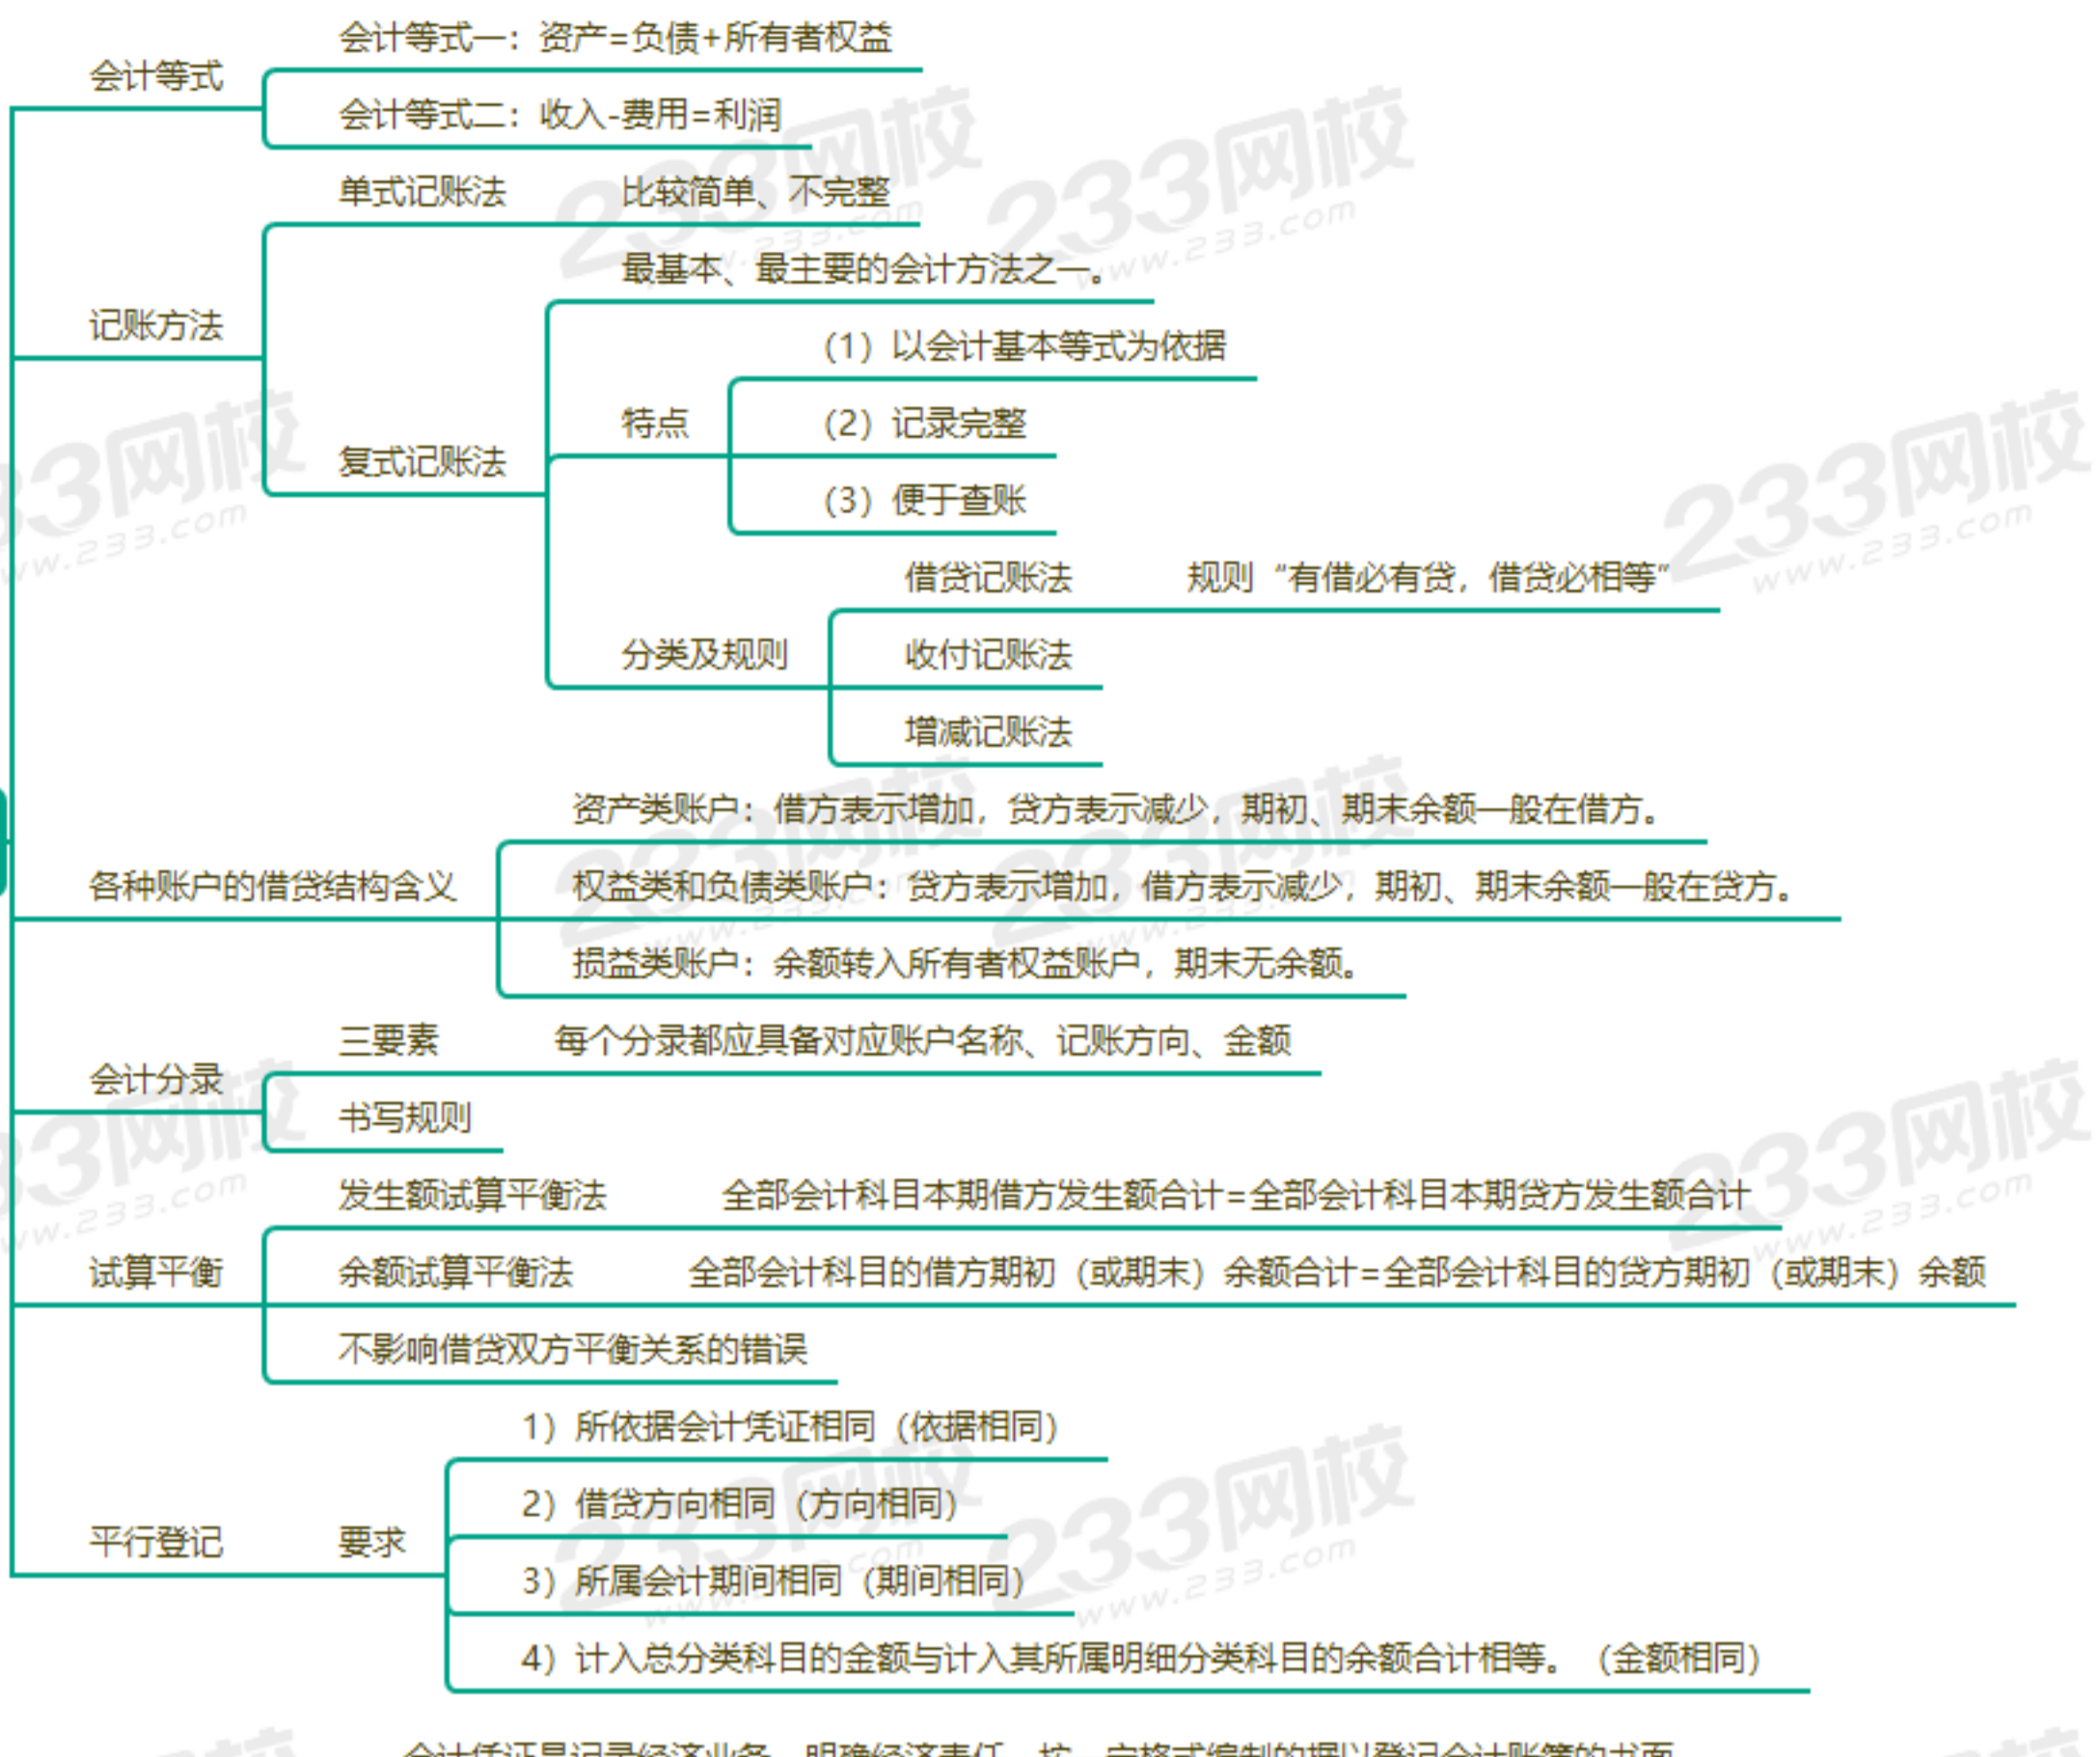 会计等式
会计等式一：资产=负债+所有者权益
会计等式二：收入-费用=利润
记账方法
单式记账法 比较简单、不完整
复式记账法
最基本、最主要的会计方法之一。
特点
（1）以会计基本等式为依据
（2）记录完整
（3）便于查账
分类及规则
借贷记账法 规则“有借必有贷，借贷必相等”
收付记账法
增减记账法
各种账户的借贷结构含义
资产类账户：借方表示增加，贷方表示减少，期初、期末余额一般在借方。
权益类和负债类账户：贷方表示增加，借方表示减少，期初、期末余额一般在贷方。
损益类账户：余额转入所有者权益账户，期末无余额。
会计分录
三要素 每个分录都应具备对应账户名称、记账方向、金额
书写规则
试算平衡
发生额试算平衡法 全部会计科目本期借方发生额合计=全部会计科目本期贷方发生额合计
余额试算平衡法 全部会计科目的借方期初（或期末）余额合计=全部会计科目的贷方期初（或期末）余额
不影响借贷双方平衡关系的错误
平行登记 要求
1）所依据会计凭证相同（依据相同）
2）借贷方向相同（方向相同）
3）所属会计期间相同（期间相同）
4）计入总分类科目的金额与计入其所属明细分类科目的余额合计相等。（金额相同）
233网校
www.233.com